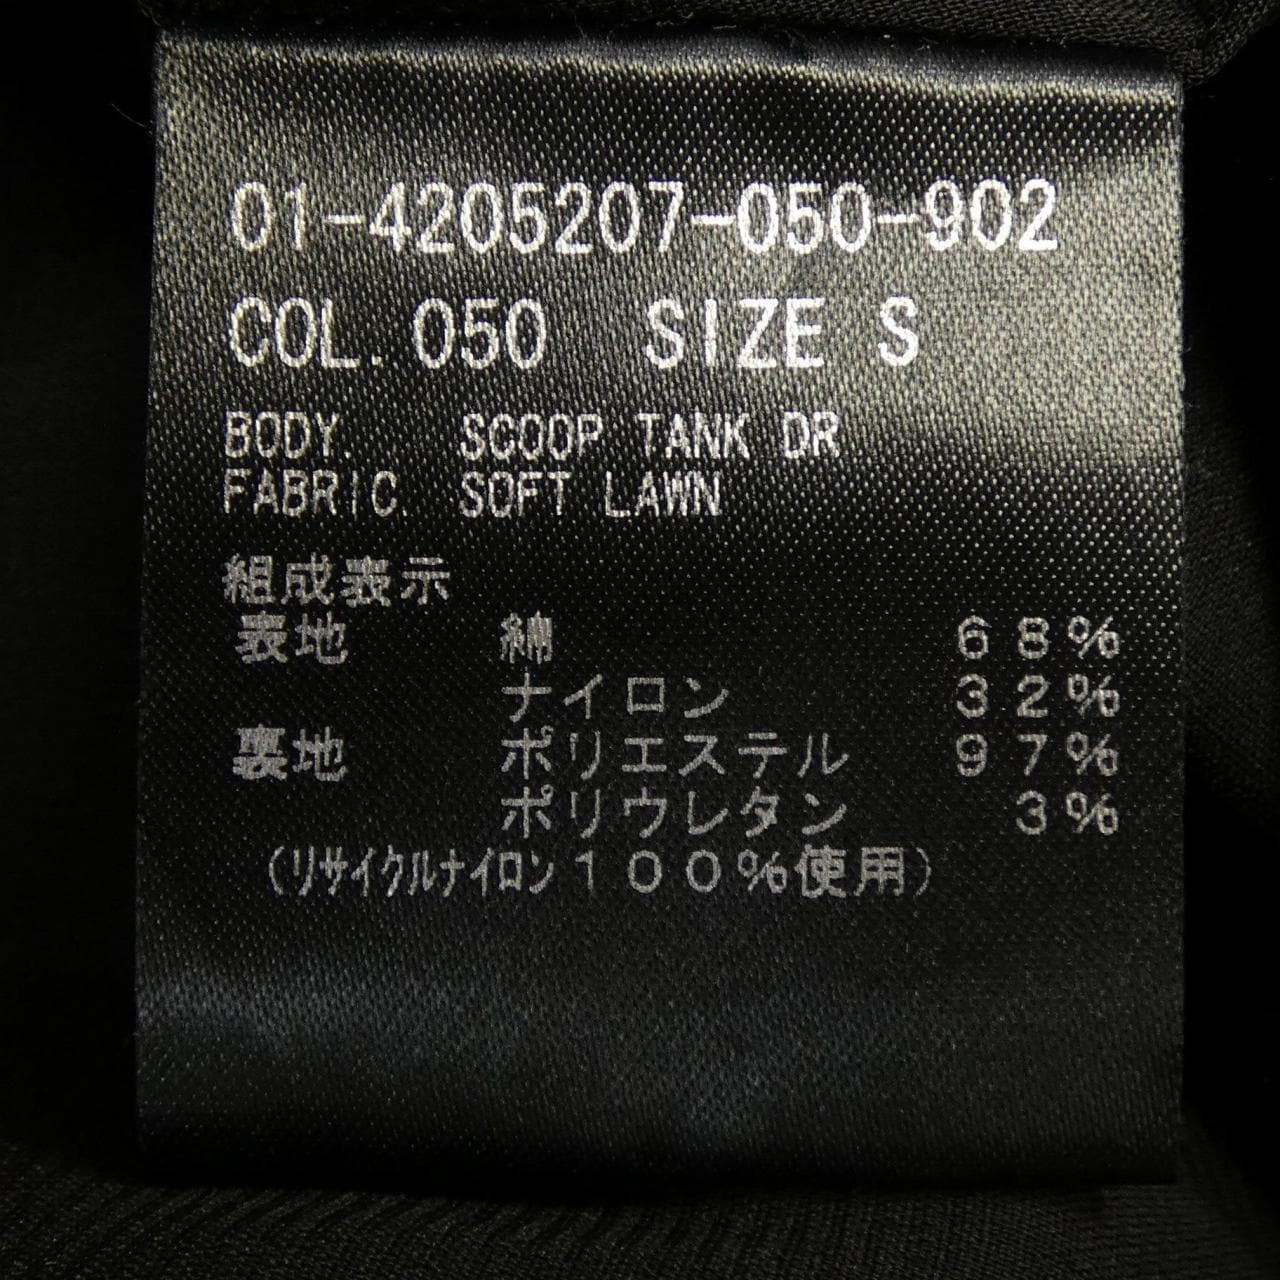 01-4205207-050-902
COL. 050 SIZE S
BODY. SCOOP TANK DR
FABRIC. SOFT LAWN
組成表示
表地 綿 68%
ナイロン 32%
裏地 ポリエステル 97%
ポリウレタン 3%
(リサイクルナイロン100%使用)